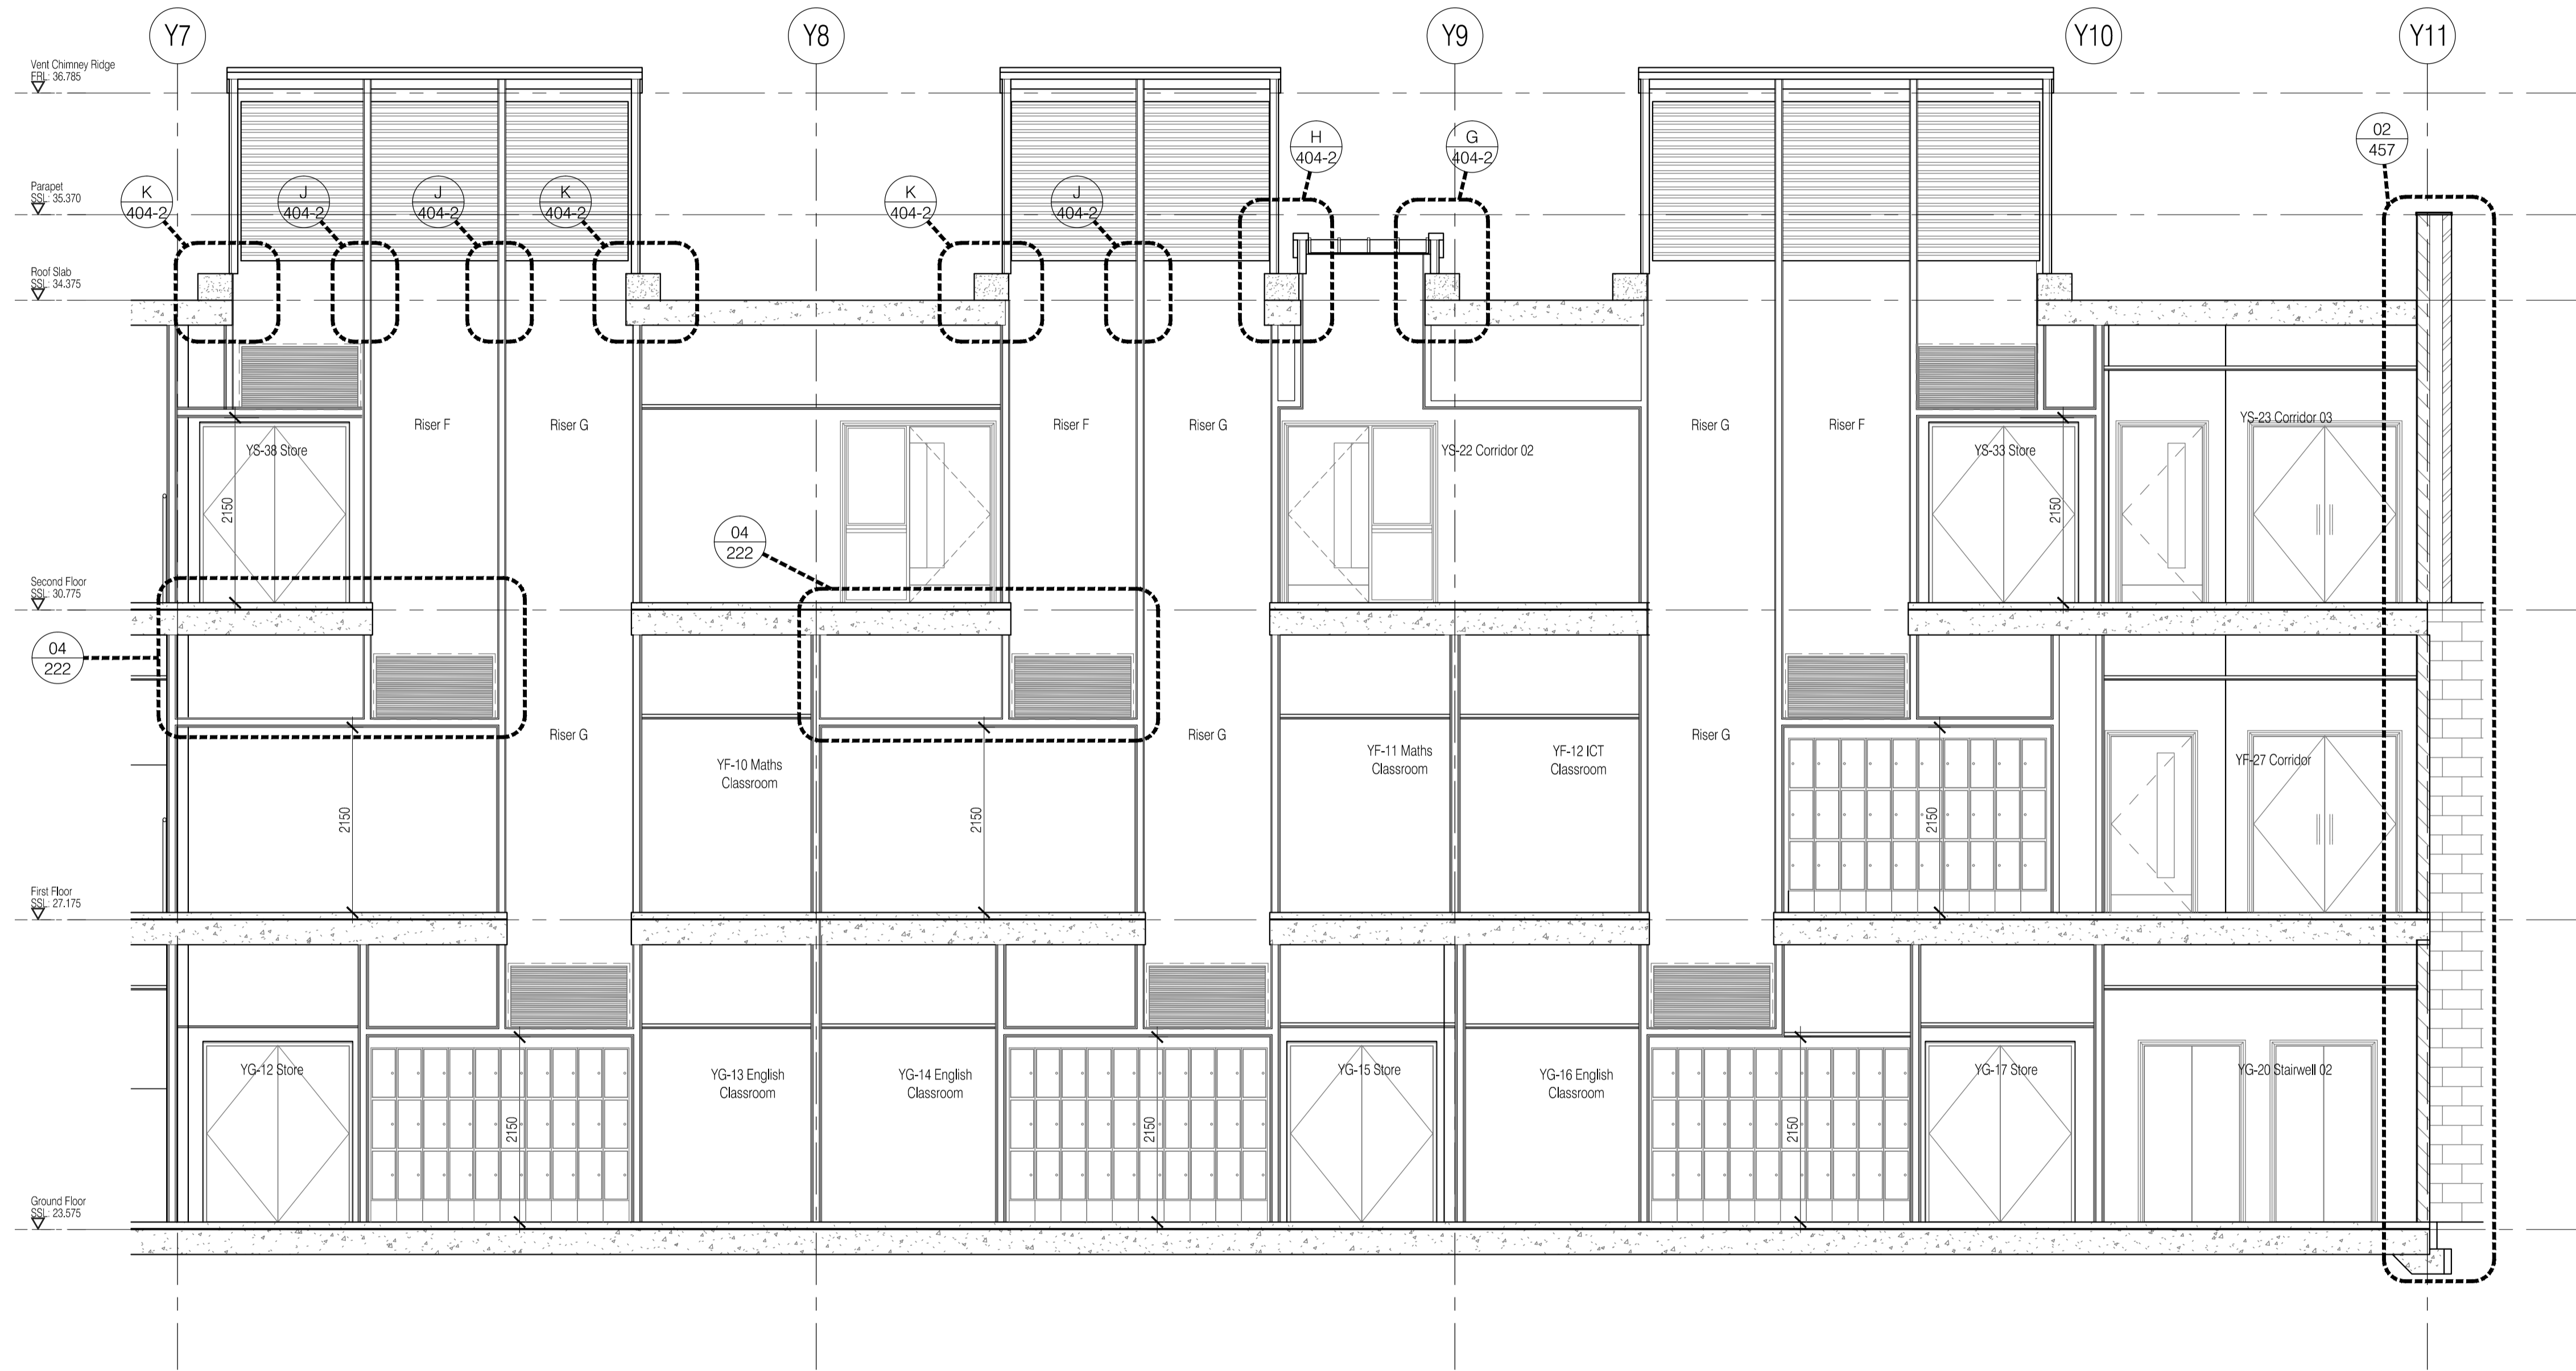 Y7
Y8
Y9
Y10
Y11
Vent Chimney Ridge
FRL: 36.785
Parapet
SSL: 35.370
Roof Slab
SSL: 34.375
Second Floor
SSL: 30.775
First Floor
SSL: 27.175
Ground Floor
SSL: 23.575
K
404-2
J
404-2
J
404-2
K
404-2
K
404-2
J
404-2
H
404-2
G
404-2
02
457
YS-38 Store
2150
Riser F
Riser G
Riser F
Riser G
YS-22 Corridor 02
Riser G
Riser F
YS-33 Store
2150
YS-23 Corridor 03
04
222
04
222
2150
Riser G
YF-10 Maths
Classroom
2150
Riser G
YF-11 Maths
Classroom
YF-12 ICT
Classroom
Riser G
2150
YF-27 Corridor
YG-12 Store
2150
YG-13 English
Classroom
YG-14 English
Classroom
2150
YG-15 Store
YG-16 English
Classroom
2150
YG-17 Store
YG-20 Stairwell 02